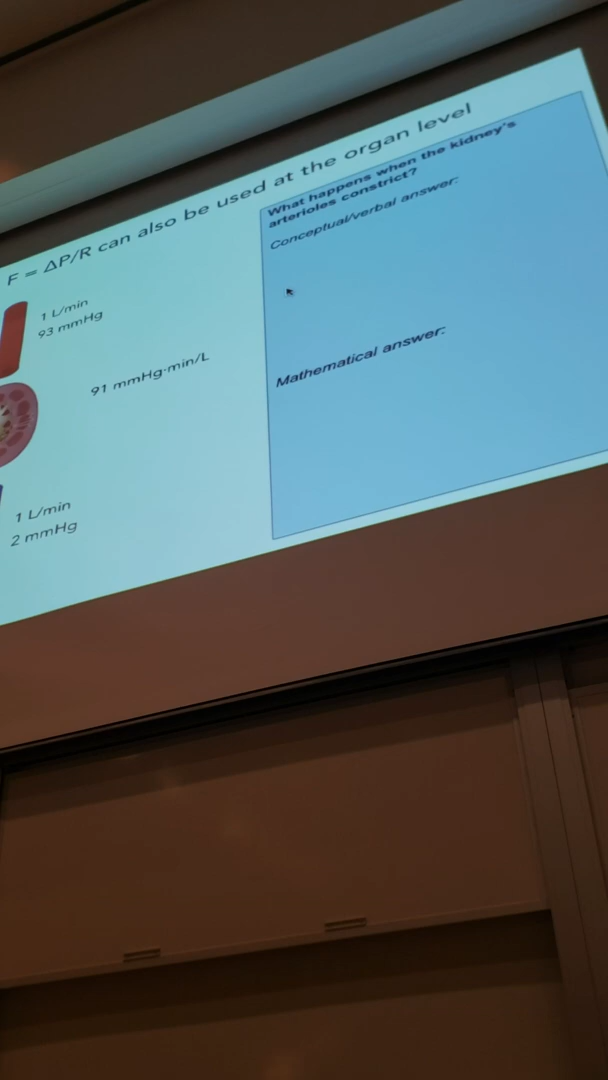 F = ΔP/R can also be used at the organ level
1 L/min
93 mmHg
91 mmHg·min/L
1 L/min
2 mmHg
What happens when the kidney's
arterioles constrict?
Conceptual/verbal answer:
Mathematical answer: